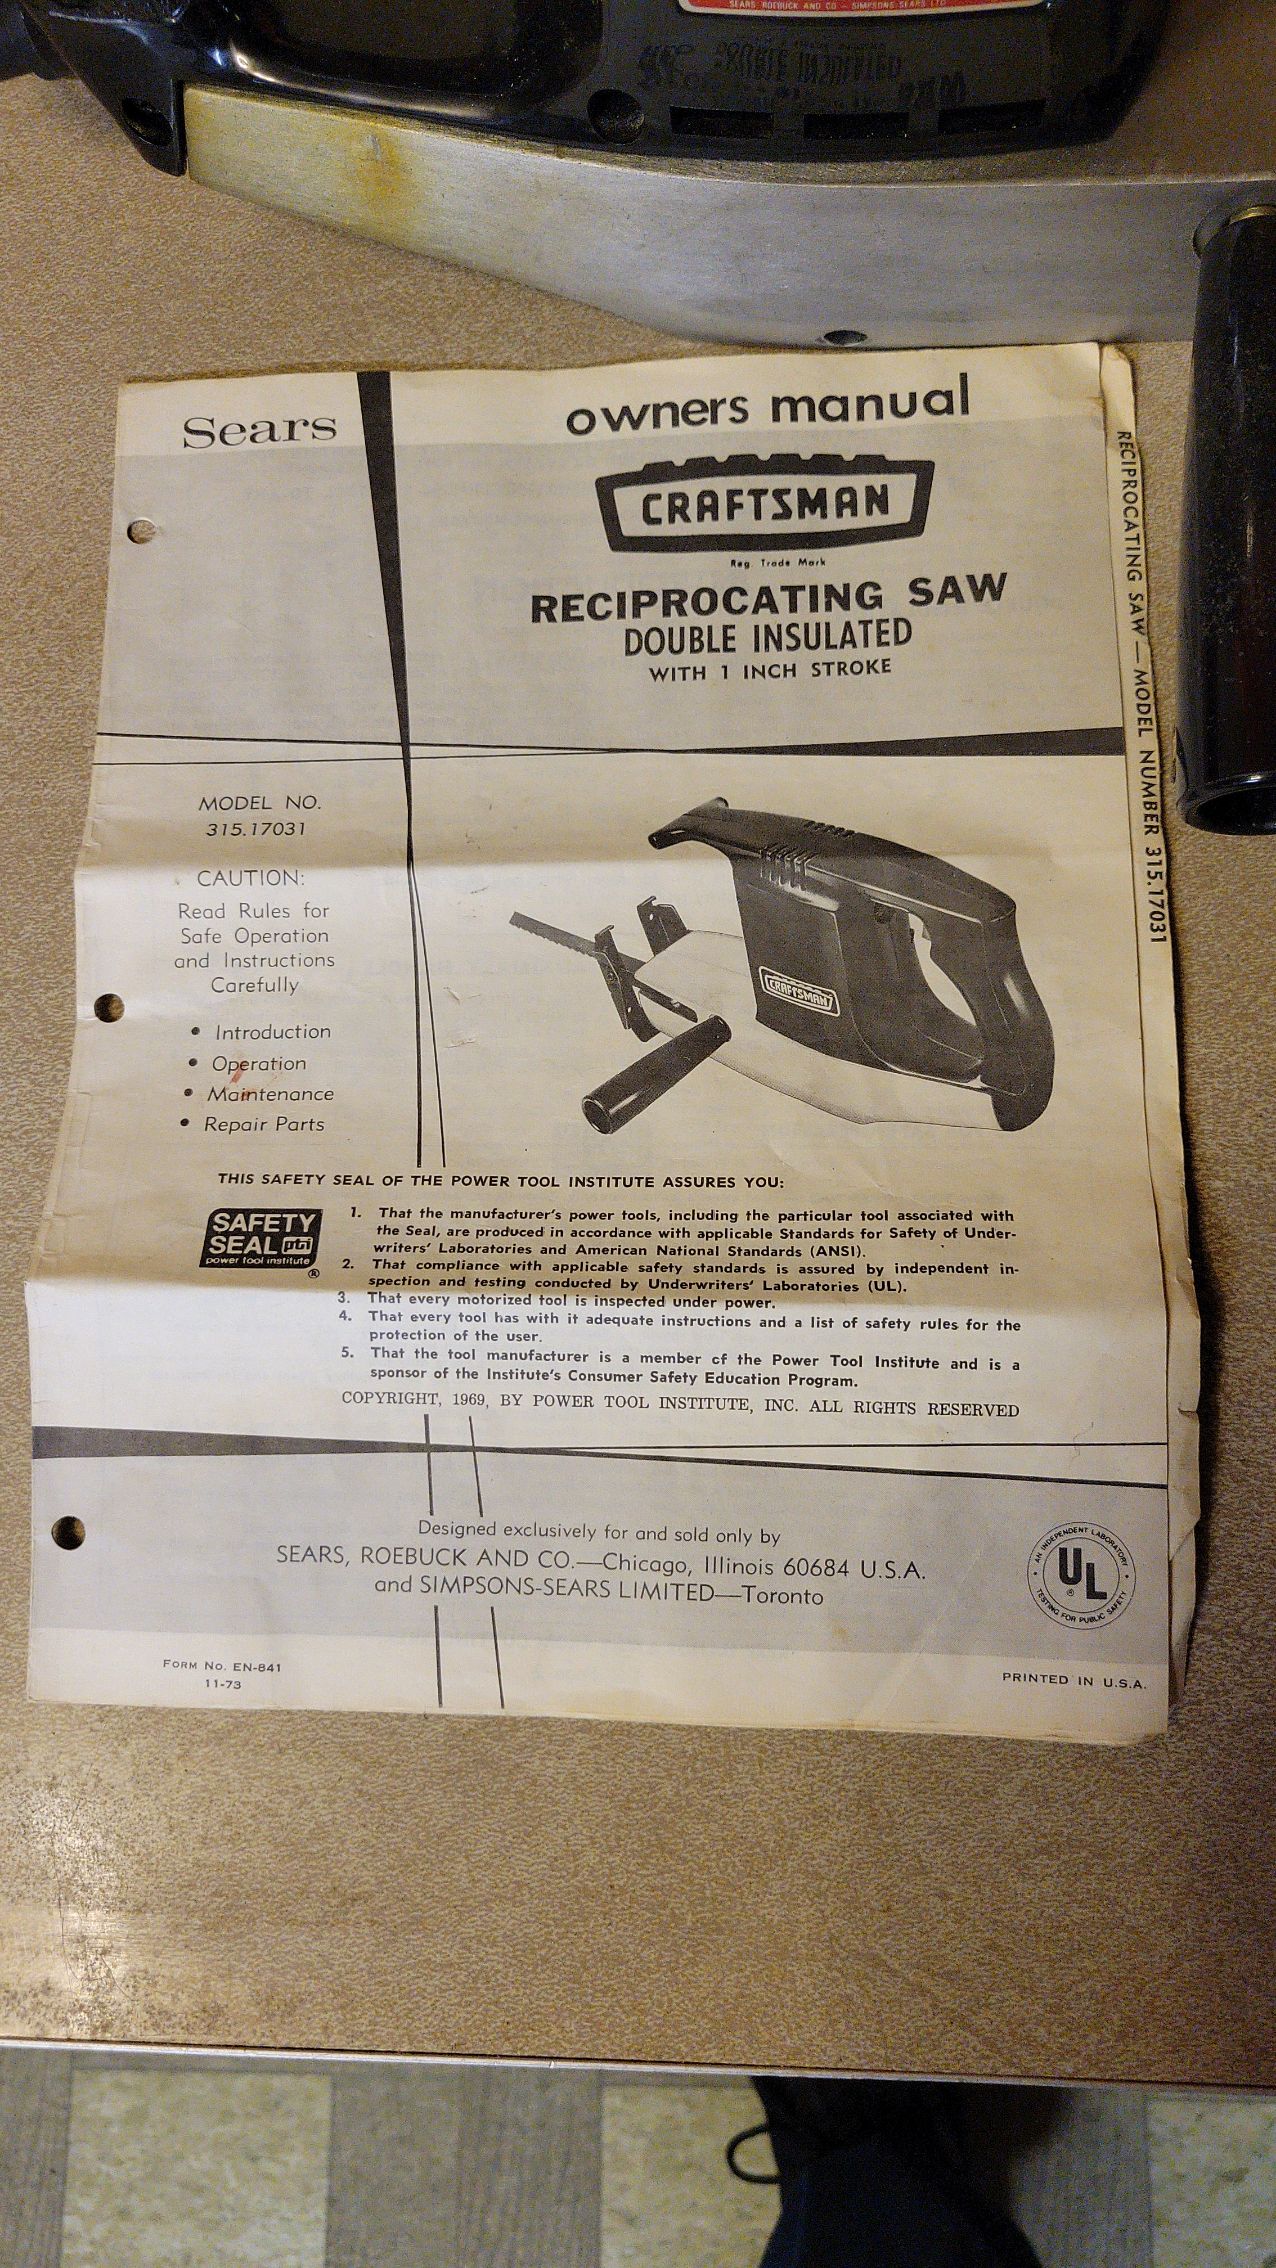 SEARS, ROEBUCK AND CO - SIMPSONS SEARS LTD
Sears
owners manual
CRAFTSMAN
Reg. Trade Mark
RECIPROCATING SAW
DOUBLE INSULATED
WITH 1 INCH STROKE
RECIPROCATING SAW — MODEL NUMBER 315.17031
MODEL NO.
315.17031
CAUTION:
Read Rules for
Safe Operation
and Instructions
Carefully
• Introduction
• Operation
• Maintenance
• Repair Parts
CRAFTSMAN
THIS SAFETY SEAL OF THE POWER TOOL INSTITUTE ASSURES YOU:
SAFETY
SEAL pti
power tool institute
®
1. That the manufacturer's power tools, including the particular tool associated with
the Seal, are produced in accordance with applicable Standards for Safety of Under-
writers' Laboratories and American National Standards (ANSI).
2. That compliance with applicable safety standards is assured by independent in-
spection and testing conducted by Underwriters' Laboratories (UL).
3. That every motorized tool is inspected under power.
4. That every tool has with it adequate instructions and a list of safety rules for the
protection of the user.
5. That the tool manufacturer is a member cf the Power Tool Institute and is a
sponsor of the Institute's Consumer Safety Education Program.
COPYRIGHT, 1969, BY POWER TOOL INSTITUTE, INC. ALL RIGHTS RESERVED
Designed exclusively for and sold only by
SEARS, ROEBUCK AND CO.—Chicago, Illinois 60684 U.S.A.
and SIMPSONS-SEARS LIMITED—Toronto
• AN INDEPENDENT LABORATORY •
UL
®
TESTING FOR PUBLIC SAFETY
FORM NO. EN-841
11-73
PRINTED IN U.S.A.